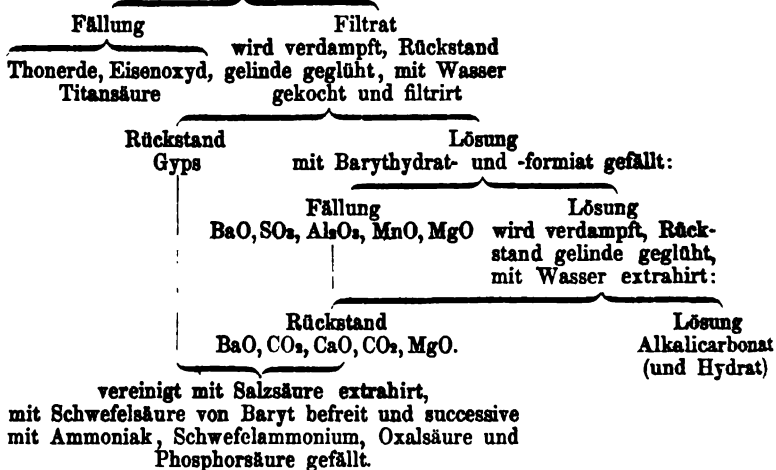 Fällung
Filtrat
wird verdampft, Rückstand
Thonerde, Eisenoxyd, gelinde geglüht, mit Wasser
Titansäure
gekocht und filtrirt
Rückstand
Gyps
Lösung
mit Barythydrat- und -formiat gefällt:
Fällung
BaO, SO₃, Al₂O₃, MnO, MgO
Lösung
wird verdampft, Rück-
stand gelinde geglüht,
mit Wasser extrahirt:
Rückstand
BaO, CO₂, CaO, CO₂, MgO.
Lösung
Alkalicarbonat
(und Hydrat)
vereinigt mit Salzsäure extrahirt,
mit Schwefelsäure von Baryt befreit und successive
mit Ammoniak, Schwefelammonium, Oxalsäure und
Phosphorsäure gefällt.